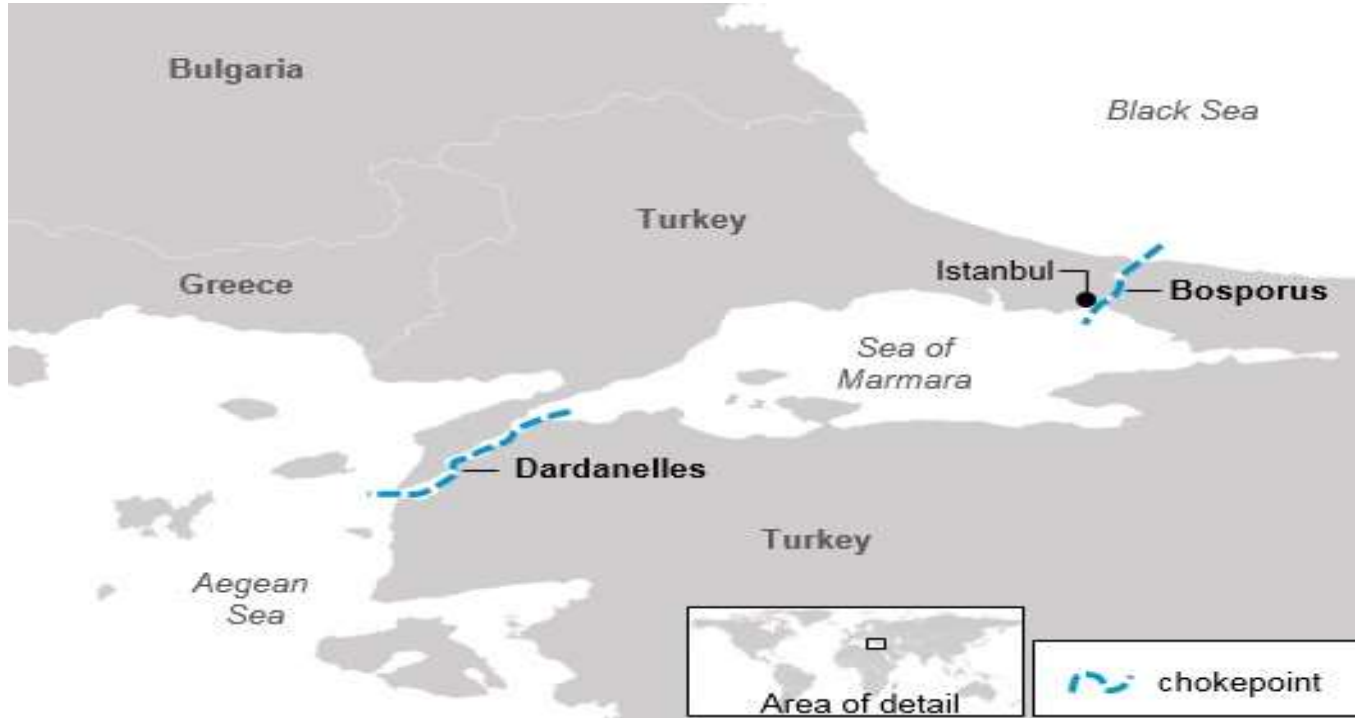 Bulgaria
Black Sea
Turkey
Istanbul
Bosporus
Greece
Sea of
Marmara
Dardanelles
Turkey
Aegean
Sea
Area of detail
chokepoint